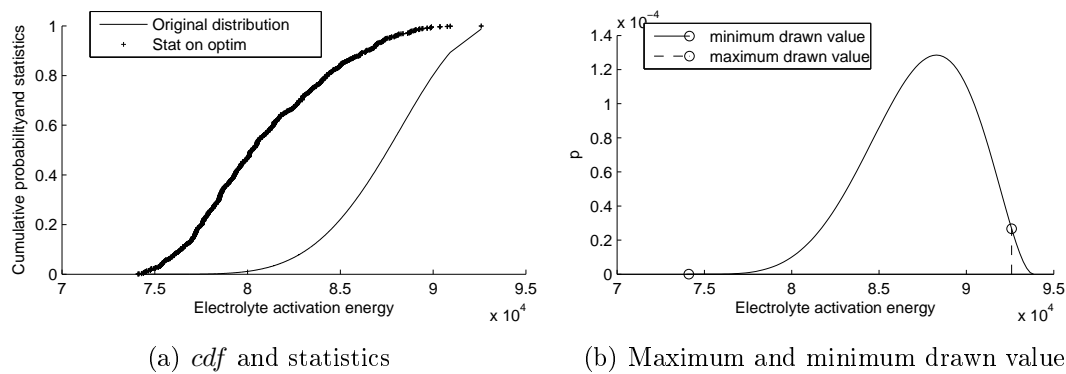 Original distribution
Stat on optim
Cumulative probabilityand statistics
1
0.8
0.6
0.4
0.2
0
7 7.5 8 8.5 9 9.5
Electrolyte activation energy
x 10^4
(a) cdf and statistics
x 10^-4
minimum drawn value
maximum drawn value
p
1.4
1.2
1
0.8
0.6
0.4
0.2
0
7 7.5 8 8.5 9 9.5
Electrolyte activation energy
x 10^4
(b) Maximum and minimum drawn value